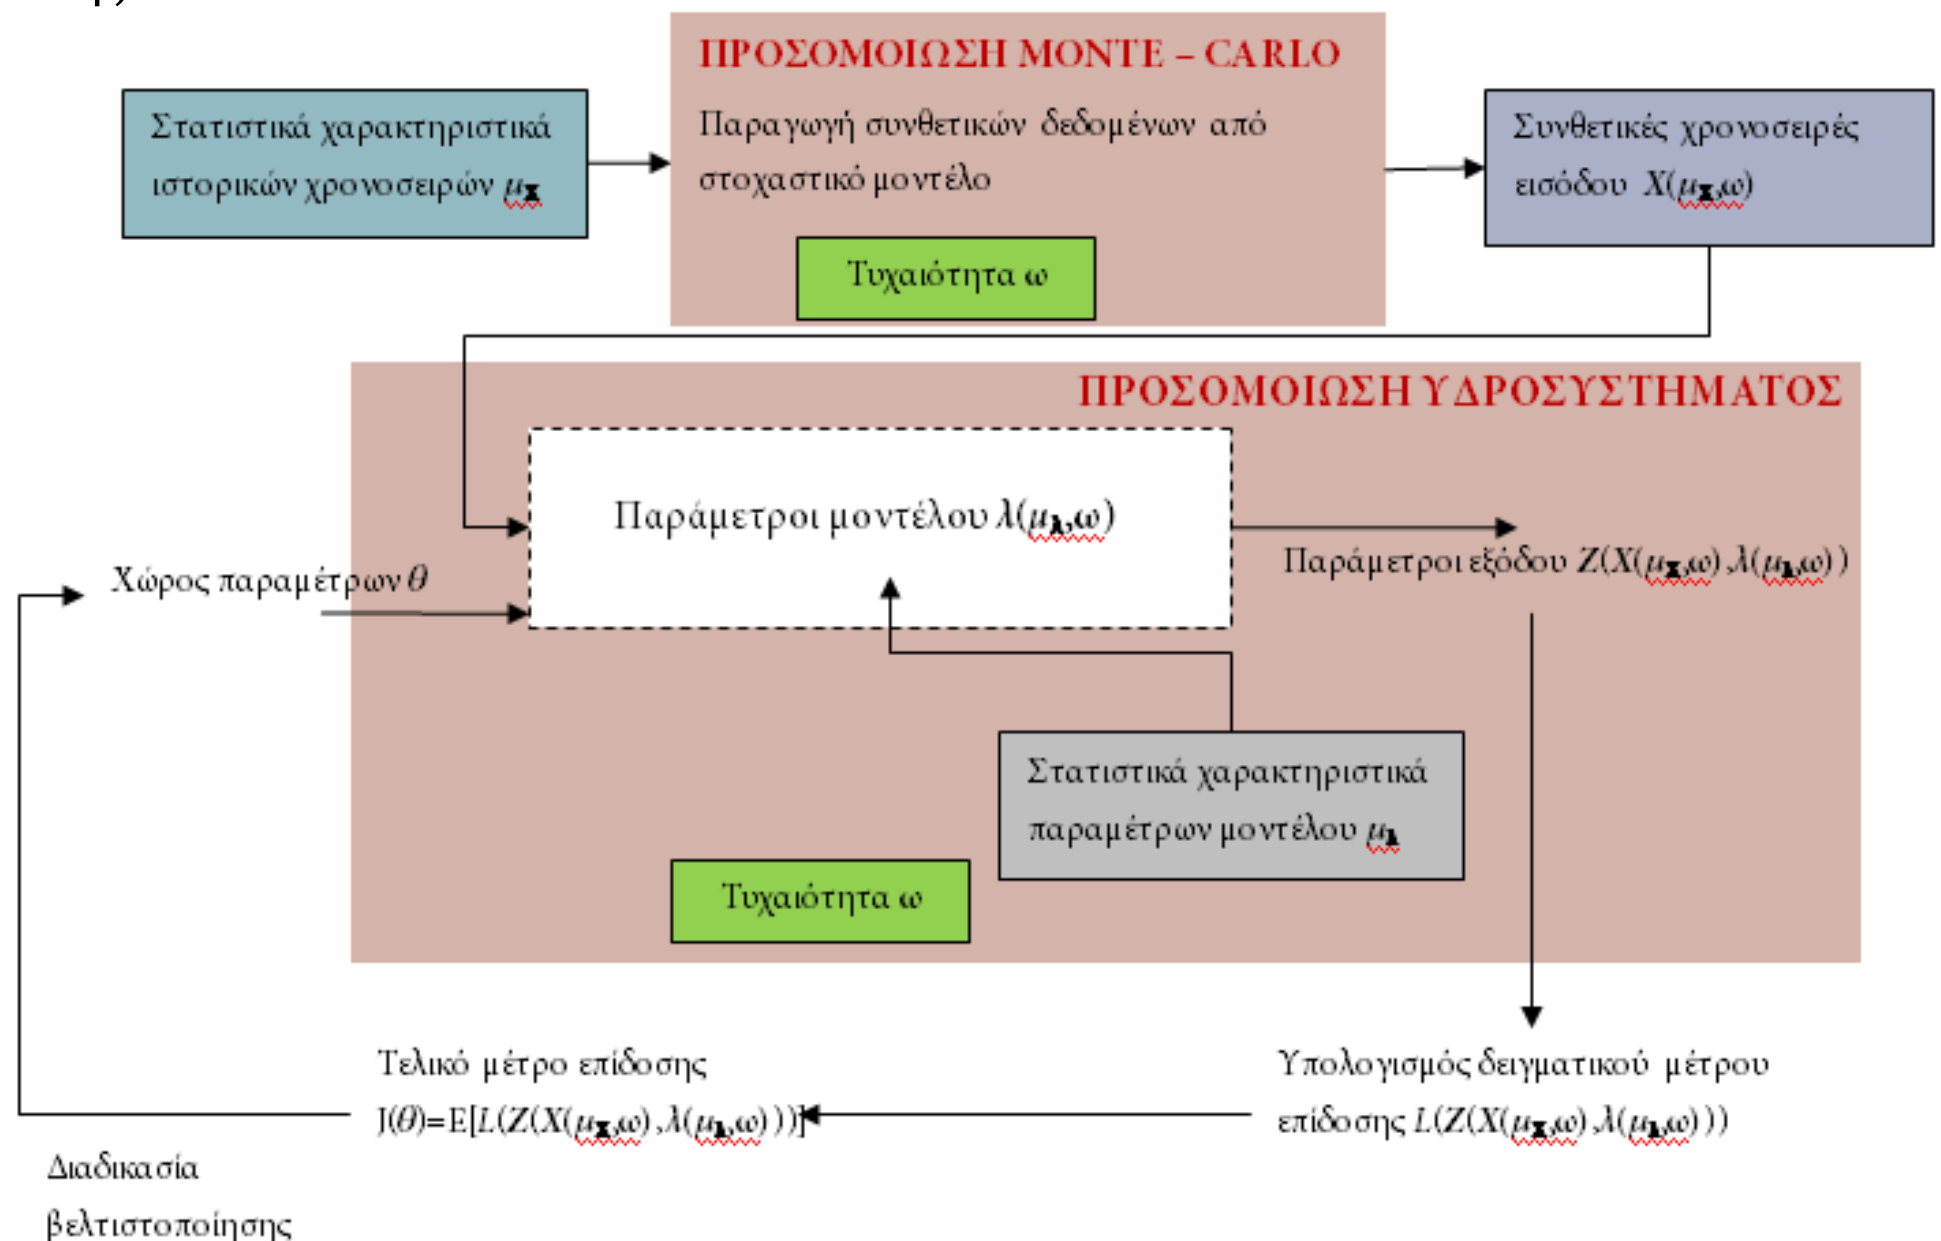 ΠΡΟΣΟΜΟΙΩΣΗ MONTE – CARLO
Στατιστικά χαρακτηριστικά
ιστορικών χρονοσειρών μX
Παραγωγή συνθετικών δεδομένων από
στοχαστικό μοντέλο
Τυχαιότητα ω
Συνθετικές χρονοσειρές
εισόδου X(μX,ω)
ΠΡΟΣΟΜΟΙΩΣΗ ΥΔΡΟΣΥΣΤΗΜΑΤΟΣ
Παράμετροι μοντέλου λ(μλ,ω)
Χώρος παραμέτρων θ
Παράμετροι εξόδου Z(X(μX,ω),λ(μλ,ω))
Στατιστικά χαρακτηριστικά
παραμέτρων μοντέλου μλ
Τυχαιότητα ω
Τελικό μέτρο επίδοσης
J(θ)=E[L(Z(X(μX,ω),λ(μλ,ω)))]
Υπολογισμός δειγματικού μέτρου
επίδοσης L(Z(X(μX,ω),λ(μλ,ω)))
Διαδικασία
βελτιστοποίησης